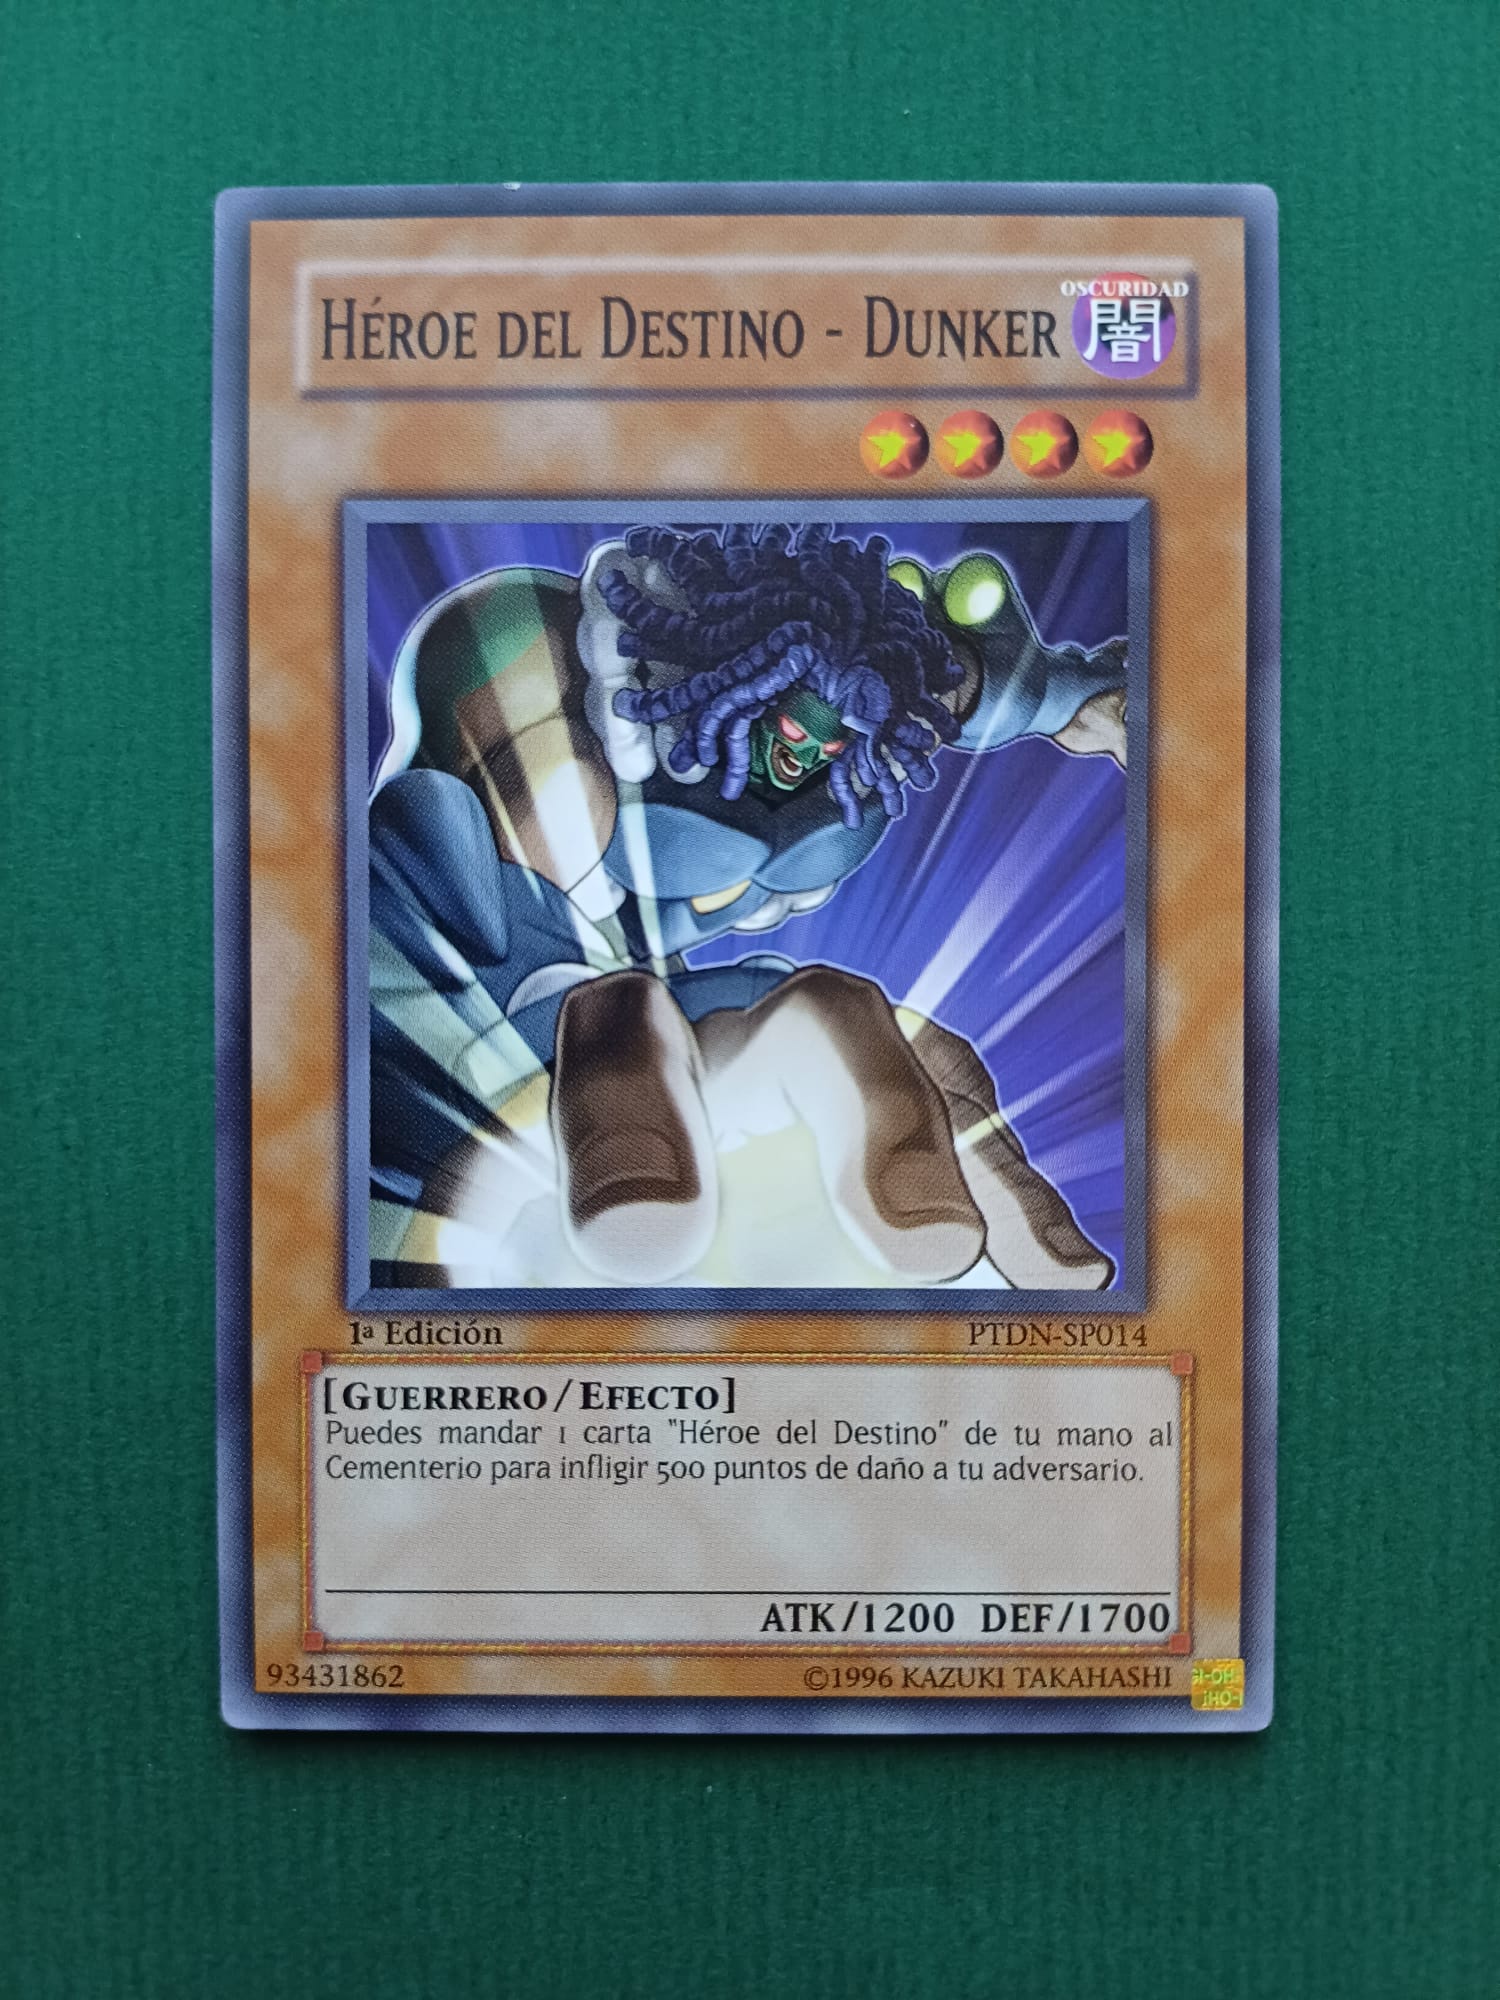 HÉROE DEL DESTINO - DUNKER
OSCURIDAD
闇
1ª Edición
PTDN-SP014
[GUERRERO/EFECTO]
Puedes mandar 1 carta "Héroe del Destino" de tu mano al
Cementerio para infligir 500 puntos de daño a tu adversario.
ATK/1200 DEF/1700
93431862
©1996 KAZUKI TAKAHASHI